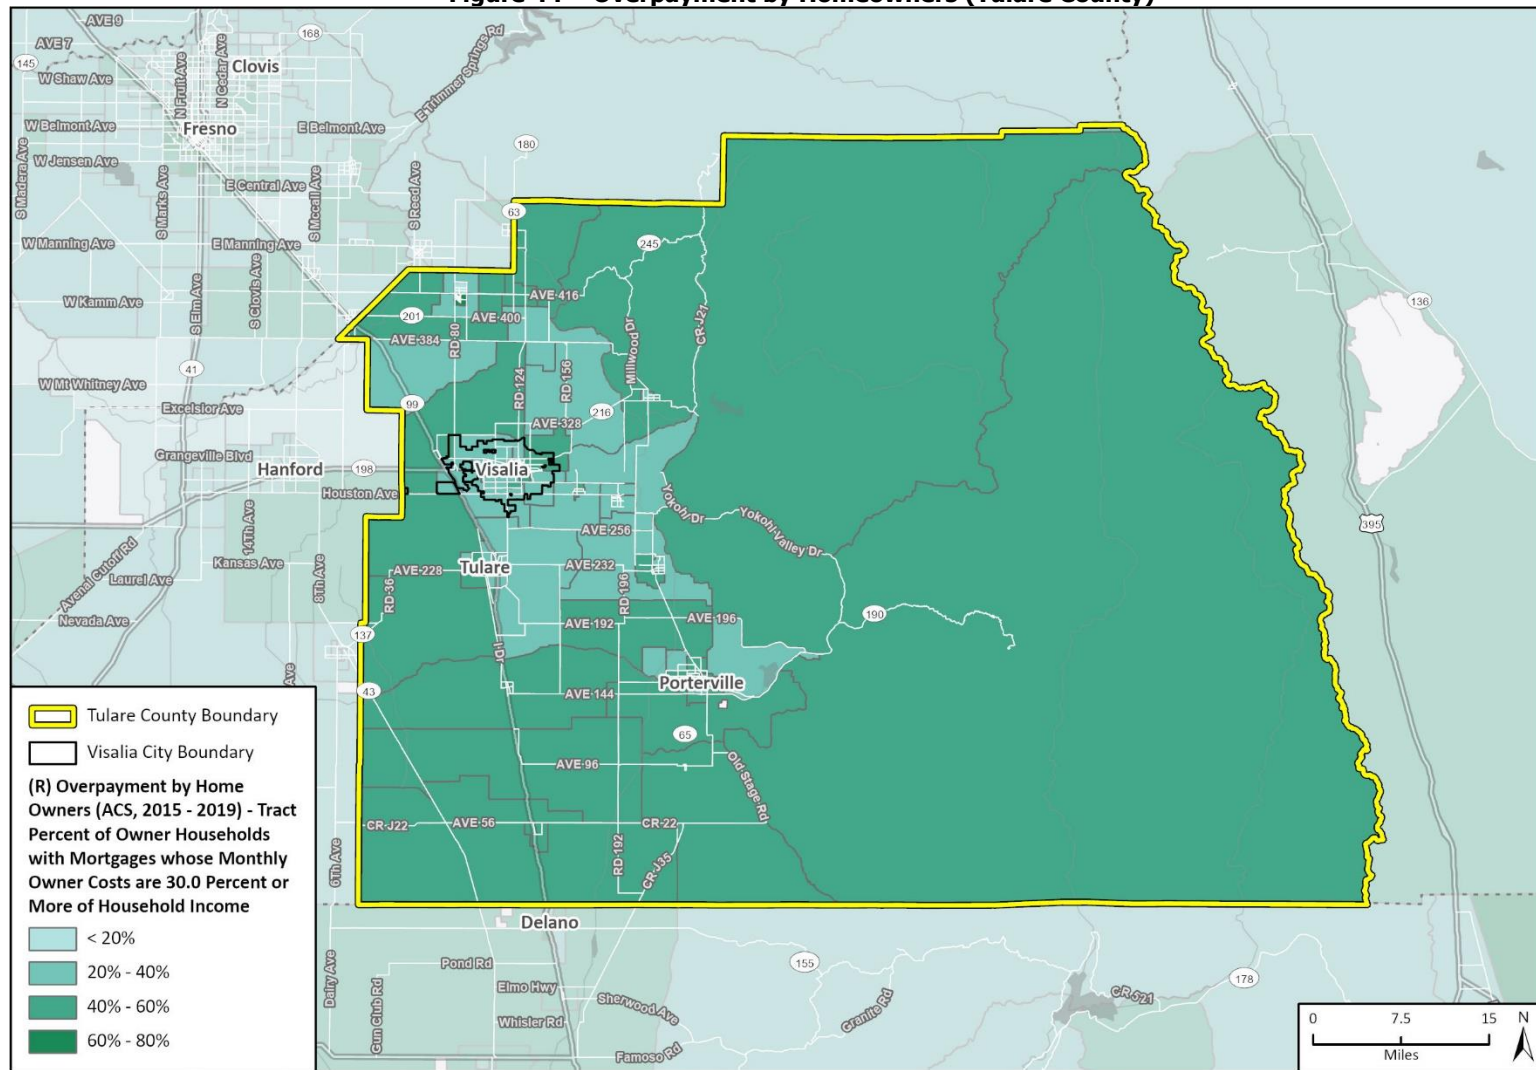 Figure 44 – Overpayment by Homeowners (Tulare County)
AVE 9
AVE 7
168
145
Clovis
W Shaw Ave
N Fruit Ave
N Cedar Ave
E Trimmer Springs Rd
W Belmont Ave
Fresno
E Belmont Ave
180
W Jensen Ave
S Madera Ave
S Marks Ave
E Central Ave
S Mccall Ave
S Reed Ave
63
W Manning Ave
E Manning Ave
245
W Kamm Ave
S Elm Ave
S Clovis Ave
AVE 416
201
RD 80
AVE 400
AVE 384
Millwood Dr
CR-J21
136
41
W Mt Whitney Ave
RD 124
RD 156
Excelsior Ave
99
216
AVE 328
Grangeville Blvd
Hanford
198
Visalia
Houston Ave
Yokohl Dr
Yokohl Valley Dr
395
14Th Ave
AVE 256
Avenal Cutoff Rd
Kansas Ave
8Th Ave
Laurel Ave
AVE 228
Tulare
AVE 232
RD 36
RD 196
Nevada Ave
137
AVE 192
AVE 196
190
I-Dr
Ave
43
AVE 144
Porterville
65
AVE 96
Old Stage Rd
CR-J22
AVE 56
CR 22
6Th Ave
RD 192
CR-J35
Delano
Dairy Ave
Pond Rd
155
178
Gun Club Rd
Elmo Hwy
Sherwood Ave
Granite Rd
CR-521
Whisler Rd
Famoso Rd
Tulare County Boundary
Visalia City Boundary
(R) Overpayment by Home
Owners (ACS, 2015 - 2019) - Tract
Percent of Owner Households
with Mortgages whose Monthly
Owner Costs are 30.0 Percent or
More of Household Income
< 20%
20% - 40%
40% - 60%
60% - 80%
0 7.5 15
Miles
N